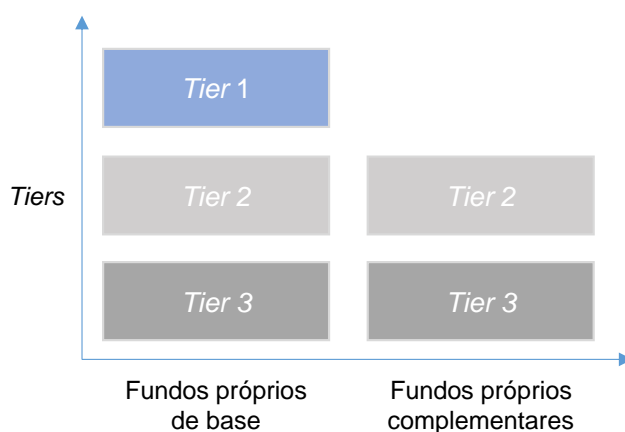 Tier 1
Tiers
Tier 2
Tier 2
Tier 3
Tier 3
Fundos próprios
de base
Fundos próprios
complementares